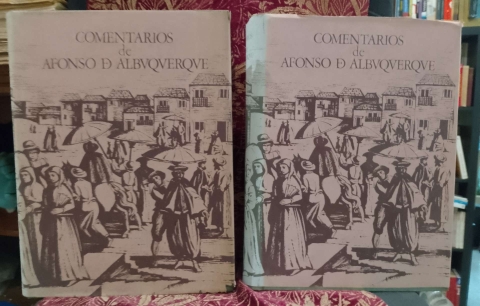 COMENTARIOS
de
AFONSO D ALBVQVERQVE
COMENTARIOS
de
AFONSO D ALBVQVERQVE